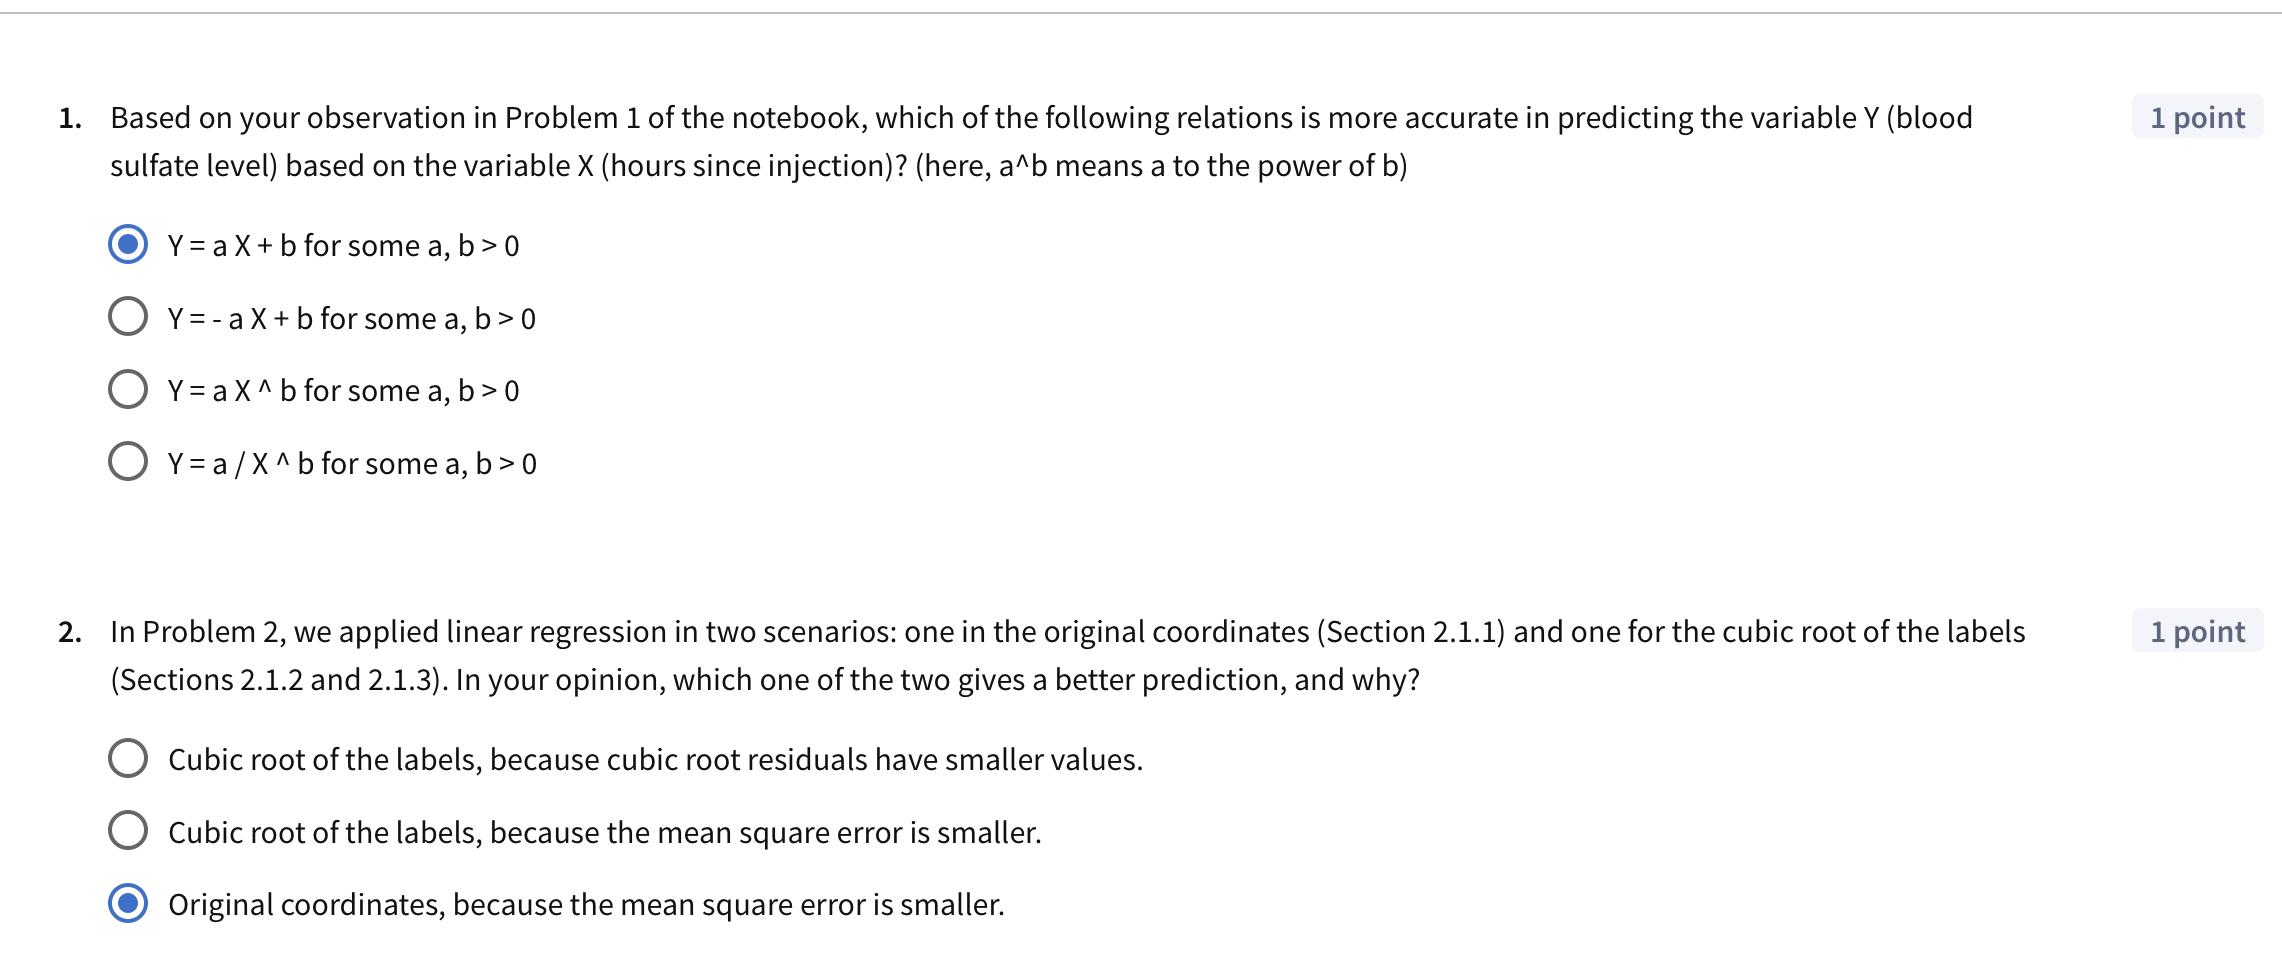 1. Based on your observation in Problem 1 of the notebook, which of the following relations is more accurate in predicting the variable Y (blood
1 point
sulfate level) based on the variable X (hours since injection)? (here, a^b means a to the power of b)
Y = a X + b for some a, b > 0
Y = - a X + b for some a, b > 0
Y = a X ^ b for some a, b > 0
Y = a / X ^ b for some a, b > 0
2. In Problem 2, we applied linear regression in two scenarios: one in the original coordinates (Section 2.1.1) and one for the cubic root of the labels
1 point
(Sections 2.1.2 and 2.1.3). In your opinion, which one of the two gives a better prediction, and why?
Cubic root of the labels, because cubic root residuals have smaller values.
Cubic root of the labels, because the mean square error is smaller.
Original coordinates, because the mean square error is smaller.